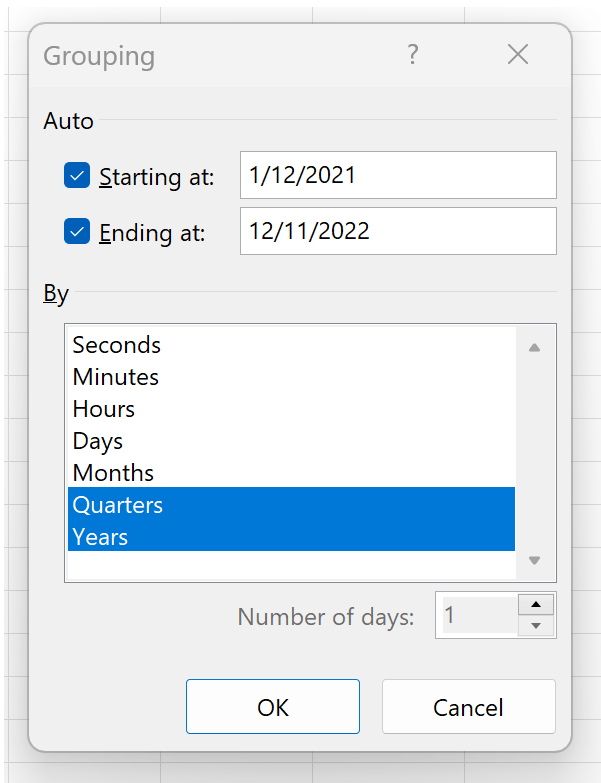 Grouping ?
Auto
Starting at: 1/12/2021
Ending at: 12/11/2022
By
Seconds
Minutes
Hours
Days
Months
Quarters
Years
Number of days: 1
OK Cancel